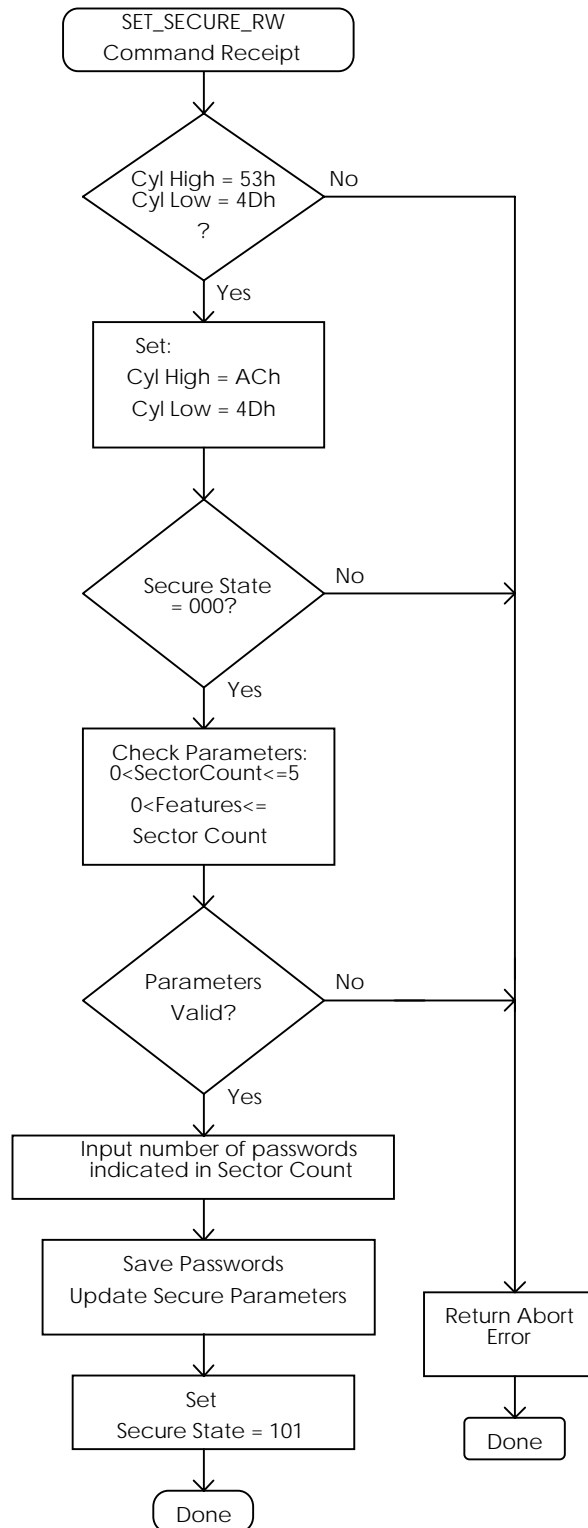 SET_SECURE_RW
Command Receipt
Cyl High = 53h
Cyl Low = 4Dh
?
No
Yes
Set:
Cyl High = ACh
Cyl Low = 4Dh
Secure State
= 000?
No
Yes
Check Parameters:
0<SectorCount<=5
0<Features<=
Sector Count
Parameters
Valid?
No
Yes
Input number of passwords
indicated in Sector Count
Save Passwords
Update Secure Parameters
Set
Secure State = 101
Done
Return Abort
Error
Done